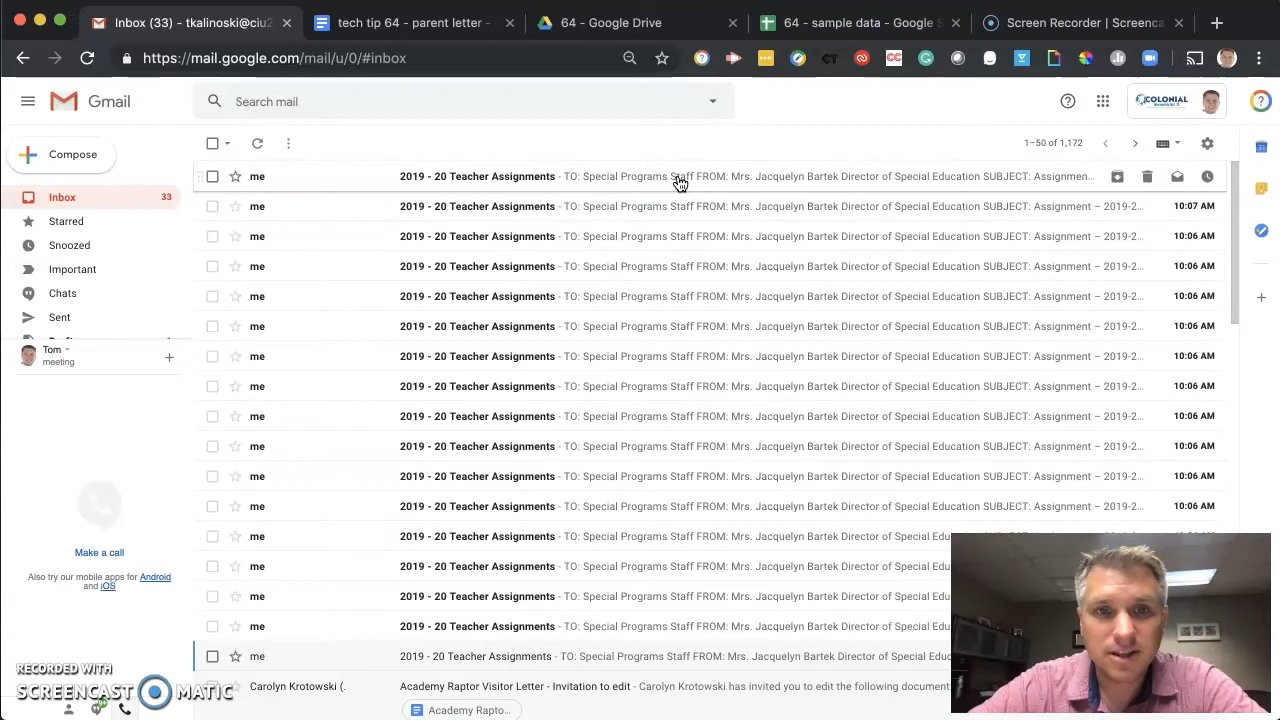 Inbox (33) - tkalinoski@ciu2
tech tip 64 - parent letter -
64 - Google Drive
64 - sample data - Google S
Screen Recorder | Screenca
https://mail.google.com/mail/u/0/#inbox
Gmail
Search mail
COLONIAL
1–50 of 1,172
Compose
me 2019 - 20 Teacher Assignments - TO: Special Programs Staff FROM: Mrs. Jacquelyn Bartek Director of Special Education SUBJECT: Assignmen...
Inbox 33
me 2019 - 20 Teacher Assignments - TO: Special Programs Staff FROM: Mrs. Jacquelyn Bartek Director of Special Education SUBJECT: Assignment – 2019-2... 10:07 AM
Starred
me 2019 - 20 Teacher Assignments - TO: Special Programs Staff FROM: Mrs. Jacquelyn Bartek Director of Special Education SUBJECT: Assignment – 2019-2... 10:06 AM
Snoozed
me 2019 - 20 Teacher Assignments - TO: Special Programs Staff FROM: Mrs. Jacquelyn Bartek Director of Special Education SUBJECT: Assignment – 2019-2... 10:06 AM
Important
Chats
me 2019 - 20 Teacher Assignments - TO: Special Programs Staff FROM: Mrs. Jacquelyn Bartek Director of Special Education SUBJECT: Assignment – 2019-2... 10:06 AM
Sent
me 2019 - 20 Teacher Assignments - TO: Special Programs Staff FROM: Mrs. Jacquelyn Bartek Director of Special Education SUBJECT: Assignment – 2019-2... 10:06 AM
Tom
me 2019 - 20 Teacher Assignments - TO: Special Programs Staff FROM: Mrs. Jacquelyn Bartek Director of Special Education SUBJECT: Assignment – 2019-2... 10:06 AM
meeting
me 2019 - 20 Teacher Assignments - TO: Special Programs Staff FROM: Mrs. Jacquelyn Bartek Director of Special Education SUBJECT: Assignment – 2019-2... 10:06 AM
me 2019 - 20 Teacher Assignments - TO: Special Programs Staff FROM: Mrs. Jacquelyn Bartek Director of Special Education SUBJECT: Assignment – 2019-2... 10:06 AM
me 2019 - 20 Teacher Assignments - TO: Special Programs Staff FROM: Mrs. Jacquelyn Bartek Director of Special Education SUBJECT: Assignment – 2019-2... 10:06 AM
me 2019 - 20 Teacher Assignments - TO: Special Programs Staff FROM: Mrs. Jacquelyn Bartek Director of Special Education SUBJECT: Assignment – 2019-2... 10:06 AM
me 2019 - 20 Teacher Assignments - TO: Special Programs Staff FROM: Mrs. Jacquelyn Bartek Director of Special Education SUBJECT: Assignment – 2019-2... 10:06 AM
me 2019 - 20 Teacher Assignments - TO: Special Programs Staff FROM: Mrs. Jacquelyn Bartek Director of Special Edu
Make a call
me 2019 - 20 Teacher Assignments - TO: Special Programs Staff FROM: Mrs. Jacquelyn Bartek Director of Special Edu
Also try our mobile apps for Android
and iOS
me 2019 - 20 Teacher Assignments - TO: Special Programs Staff FROM: Mrs. Jacquelyn Bartek Director of Special Edu
me 2019 - 20 Teacher Assignments - TO: Special Programs Staff FROM: Mrs. Jacquelyn Bartek Director of Special Edu
me 2019 - 20 Teacher Assignments - TO: Special Programs Staff FROM: Mrs. Jacquelyn Bartek Director of Special Educ
RECORDED WITH
SCREENCAST MATIC
Carolyn Krotowski (. Academy Raptor Visitor Letter - Invitation to edit - Carolyn Krotowski has invited you to edit the following document
Academy Rapto...